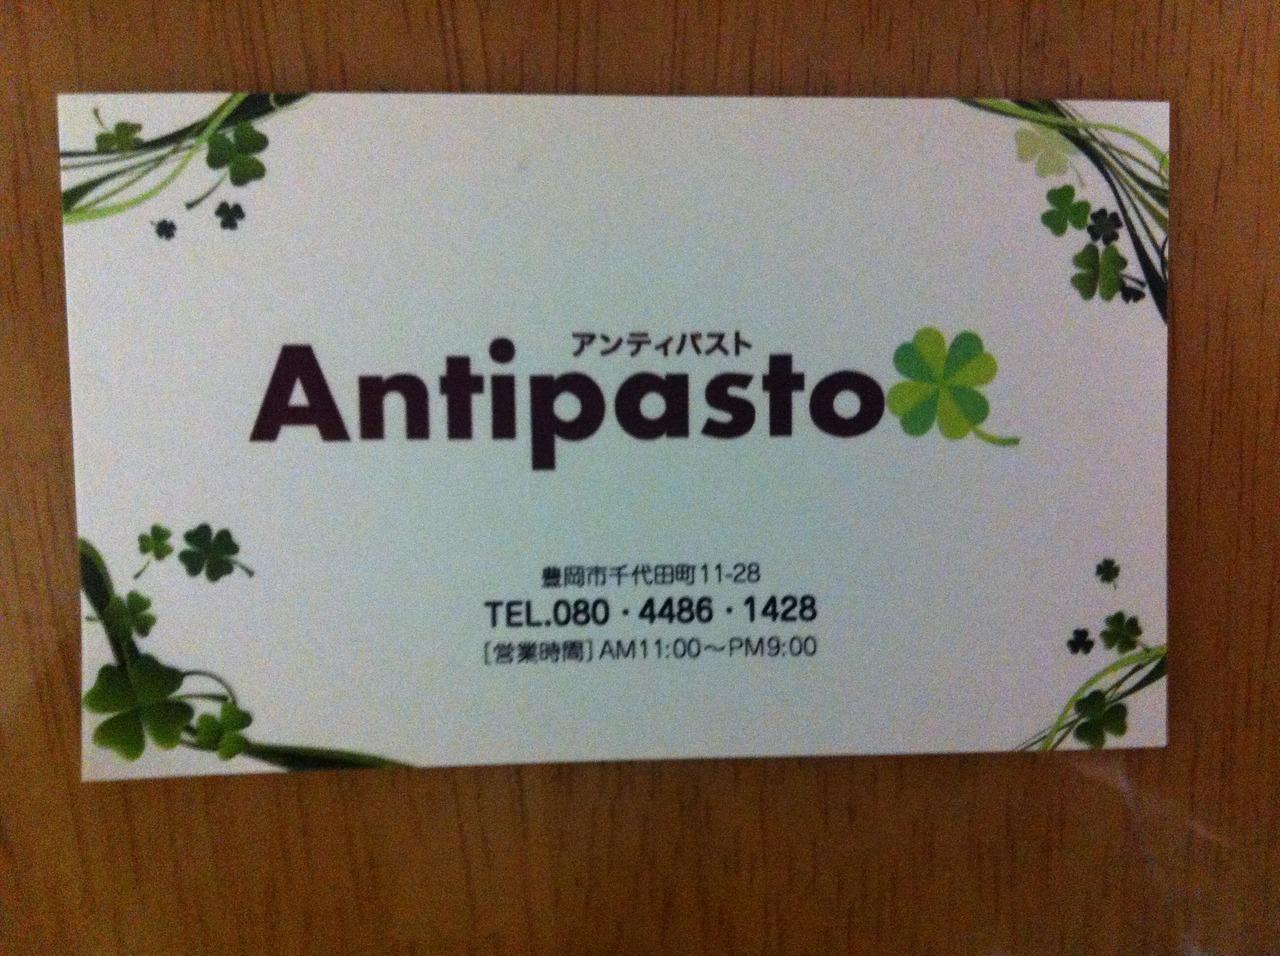 アンティパスト
Antipasto
豊岡市千代田町11-28
TEL.080・4486・1428
[営業時間]AM11:00～PM9:00